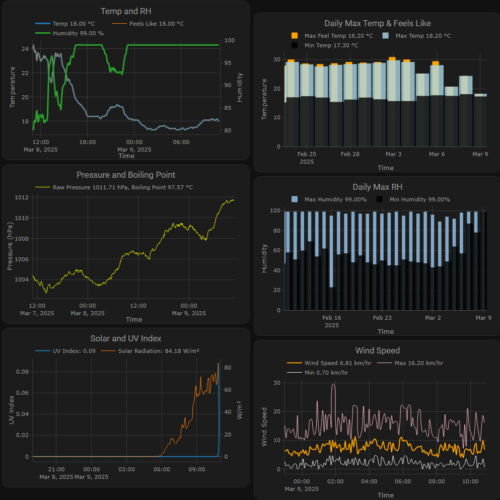 Temp and RH
Temp 18.00 °C
Feels Like 18.00 °C
Humidity 99.00 %
24
22
20
18
100
95
90
85
80
Temperature
Humidity
12:00
18:00
00:00
06:00
Mar 8, 2025
Mar 9, 2025
Time
Daily Max Temp & Feels Like
Max Feel Temp 18.20 °C
Max Temp 18.20 °C
Min Temp 17.30 °C
30
20
10
0
Temperature
Feb 25
Feb 28
Mar 3
Mar 6
Mar 9
2025
Time
Pressure and Boiling Point
Raw Pressure 1011.71 hPa, Boiling Point 97.57 °C
1012
1010
1008
1006
1004
Pressure (hPa)
12:00
00:00
12:00
00:00
Mar 7, 2025
Mar 8, 2025
Mar 9, 2025
Time
Daily Max RH
Max Humidity 99.00%
Min Humidity 99.00%
100
80
60
40
20
0
Humidity
Feb 16
Feb 23
Mar 2
Mar 9
2025
Time
Solar and UV Index
UV Index: 0.09
Solar Radiation: 84.18 W/m²
0.08
0.06
0.04
0.02
0
80
60
40
20
0
UV Index
W/m²
21:00
00:00
03:00
06:00
09:00
Mar 8, 2025
Mar 9, 2025
Time
Wind Speed
Wind Speed 6.81 km/hr
Max 16.20 km/hr
Min 0.70 km/hr
30
20
10
0
Wind Speed
00:00
02:00
04:00
06:00
08:00
10:00
Mar 9, 2025
Time